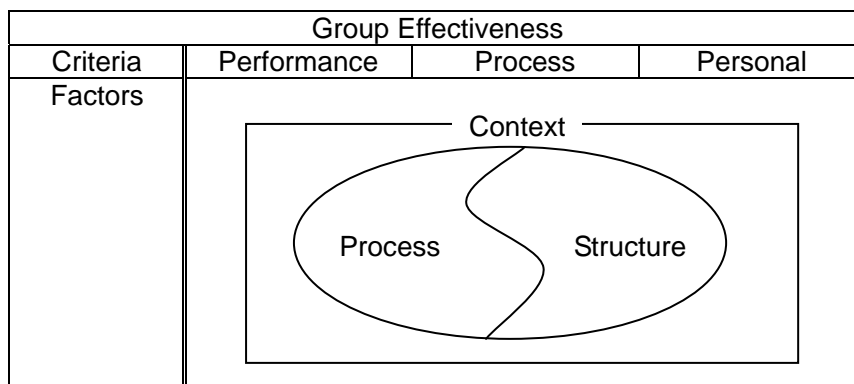 Group Effectiveness
Criteria Performance Process Personal
Factors
Context
Process Structure